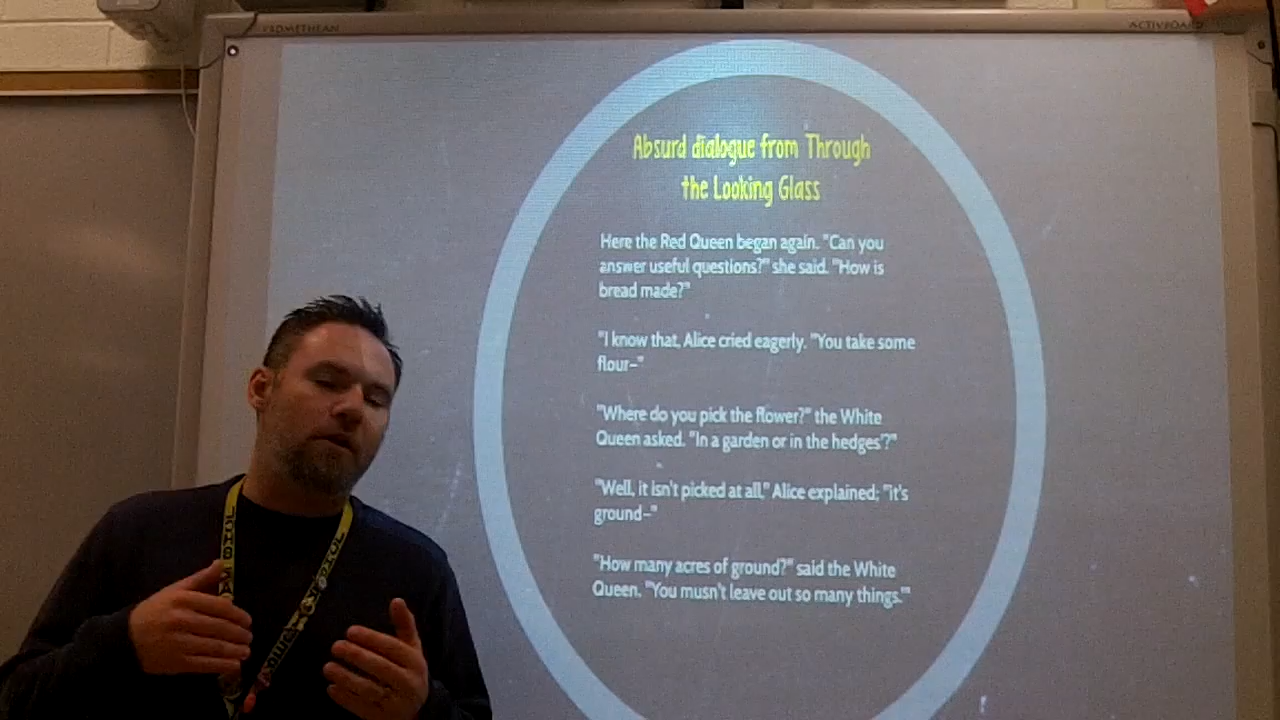 PROMETHEAN
ACTIVBOARD
Absurd dialogue from Through
the Looking Glass
Here the Red Queen began again. "Can you
answer useful questions?" she said. "How is
bread made?"
"I know that, Alice cried eagerly. "You take some
flour–"
"Where do you pick the flower?" the White
Queen asked. "In a garden or in the hedges'?"
"Well, it isn't picked at all," Alice explained; "it's
ground–"
"How many acres of ground?" said the White
Queen. "You musn't leave out so many things."'